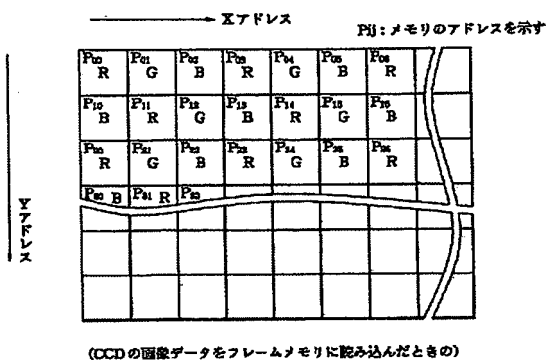 Xアドレス
Pij:メモリのアドレスを示す
P00 P01 P02 P03 P04 P05 P06
R G B R G B R
P10 P11 P12 P13 P14 P15 P16
B R G B R G B
P20 P21 P22 P23 P24 P25 P26
R G B R G B R
P30 B P31 R P32
Yアドレス
(CCDの画像データをフレームメモリに読み込んだときの)